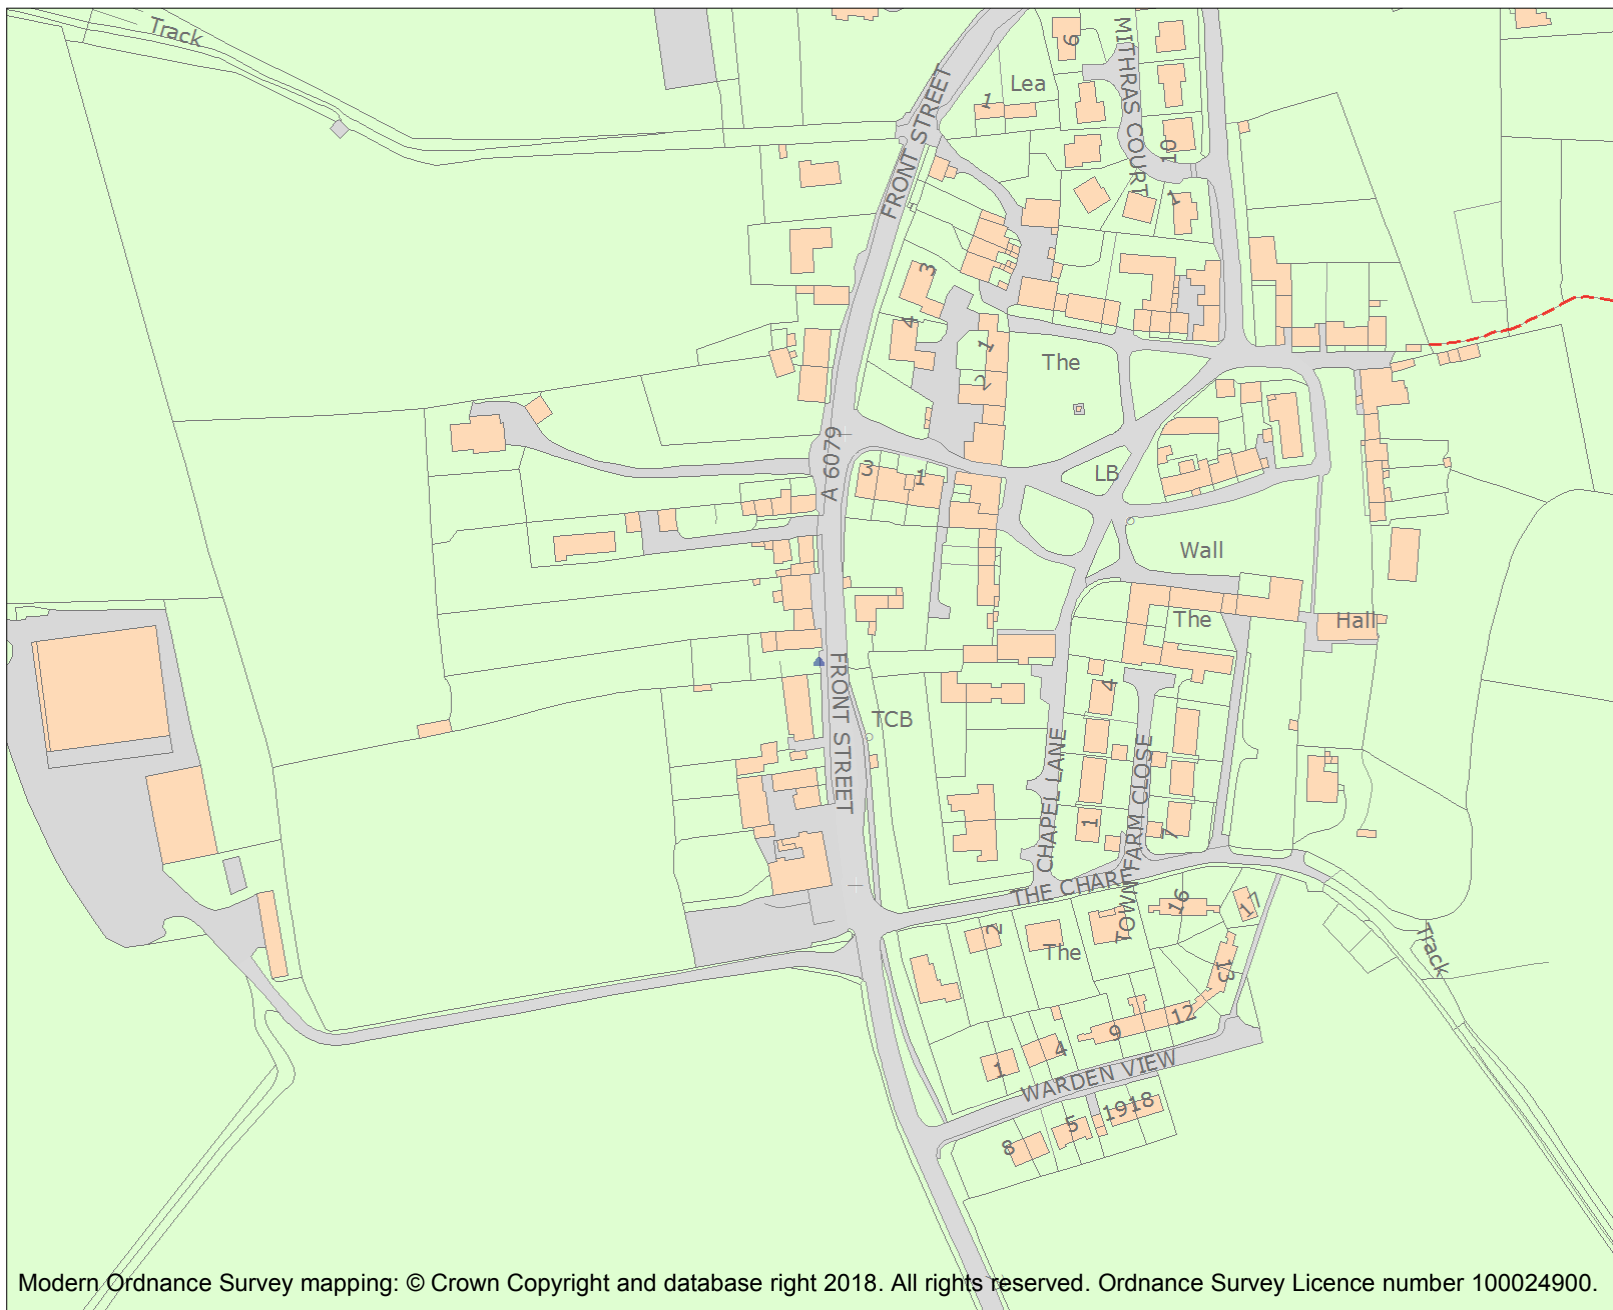 Track
6
MITHRAS COURT
Lea
1
FRONT STREET
10
1
3
4
1
The
2
A 6079
3
1
LB
Wall
The
Hall
FRONT STREET
4
TCB
CHAPEL LANE
TOWN FARM CLOSE
1
7
THE CHARE
16
17
2
The
Track
13
12
9
4
1
WARDEN VIEW
1918
5
8
Modern Ordnance Survey mapping: © Crown Copyright and database right 2018. All rights reserved. Ordnance Survey Licence number 100024900.